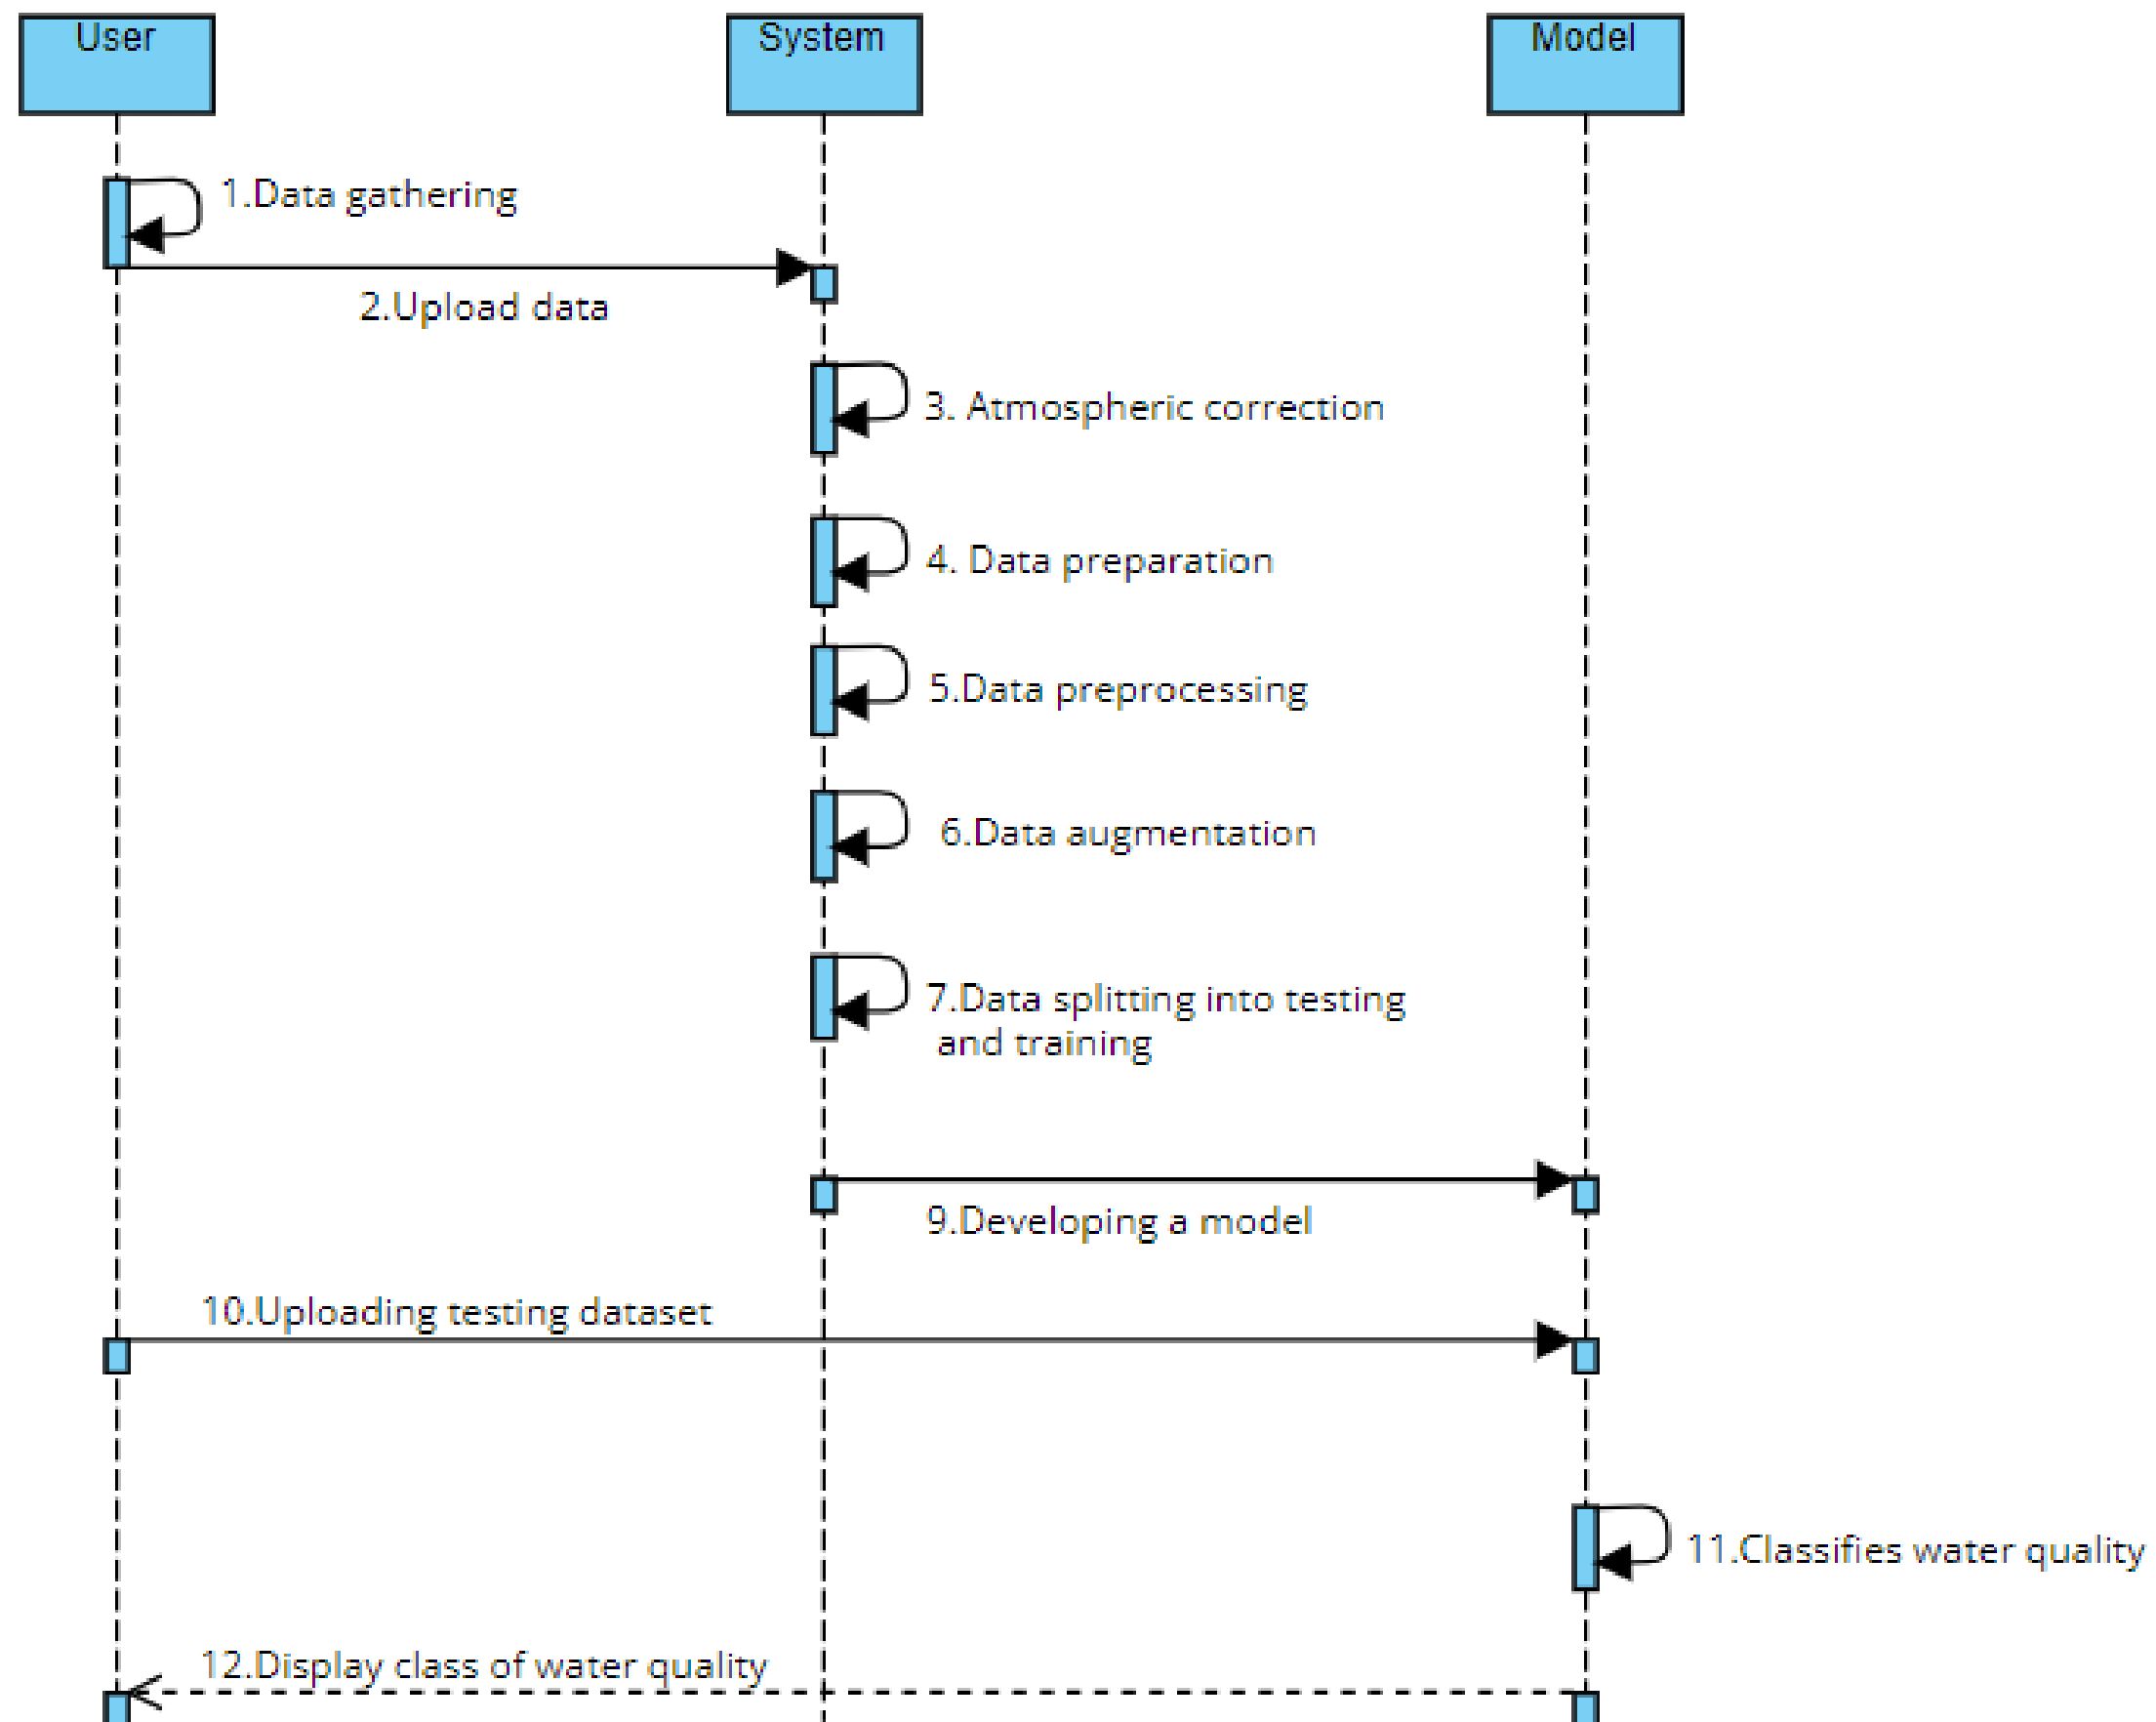 User
System
Model
1.Data gathering
2.Upload data
3. Atmospheric correction
4. Data preparation
5.Data preprocessing
6.Data augmentation
7.Data splitting into testing
and training
9.Developing a model
10.Uploading testing dataset
11.Classifies water quality
12.Display class of water quality